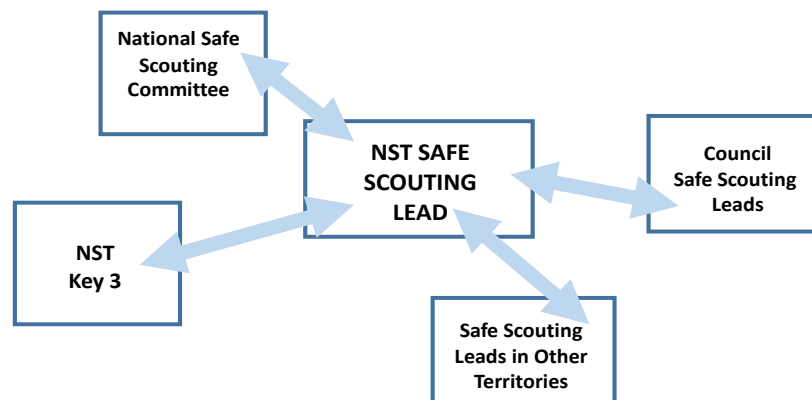 National Safe
Scouting
Committee
NST SAFE
SCOUTING
LEAD
Council
Safe Scouting
Leads
NST
Key 3
Safe Scouting
Leads in Other
Territories